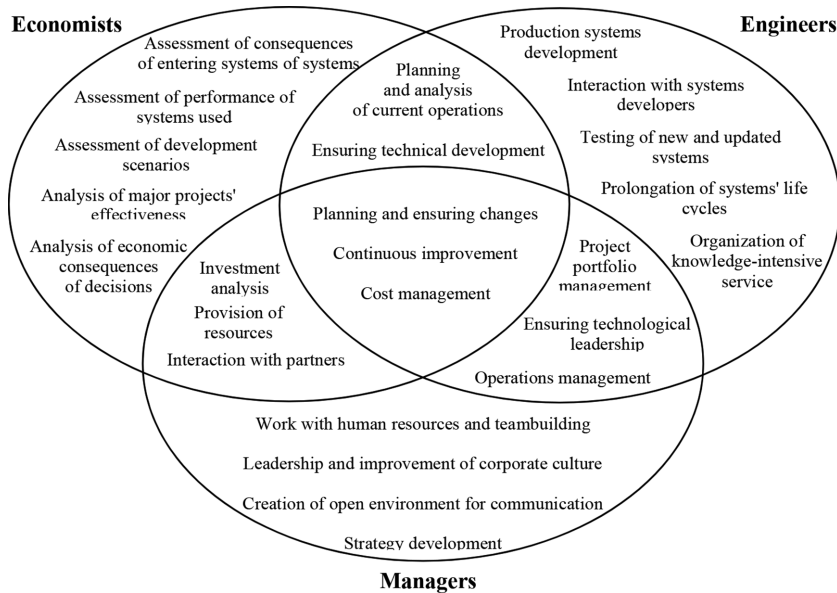 Economists
Engineers
Assessment of consequences
of entering systems of systems
Assessment of performance of
systems used
Assessment of development
scenarios
Analysis of major projects'
effectiveness
Analysis of economic
consequences
of decisions
Planning
and analysis
of current operations
Ensuring technical development
Production systems
development
Interaction with systems
developers
Testing of new and updated
systems
Prolongation of systems' life
cycles
Organization of
knowledge-intensive
service
Planning and ensuring changes
Continuous improvement
Cost management
Investment
analysis
Provision of
resources
Interaction with partners
Project
portfolio
management
Ensuring technological
leadership
Operations management
Work with human resources and teambuilding
Leadership and improvement of corporate culture
Creation of open environment for communication
Strategy development
Managers